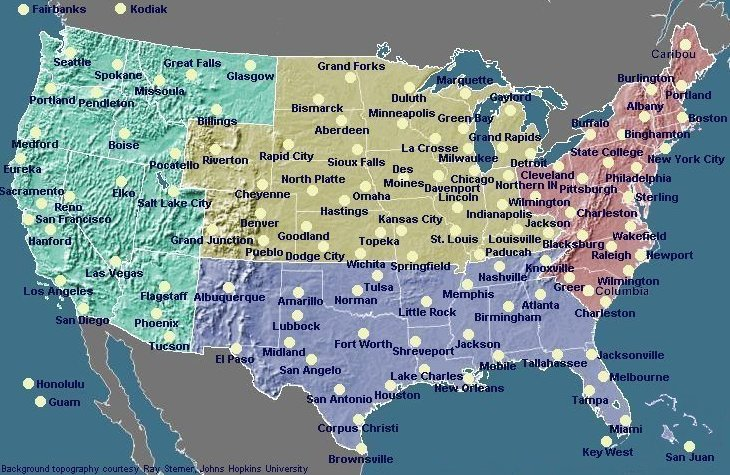 Fairbanks
Kodiak
Caribou
Seattle
Spokane
Great Falls
Glasgow
Grand Forks
Marquette
Burlington
Portland
Pendleton
Missoula
Duluth
Gaylord
Albany
Portland
Billings
Bismarck
Minneapolis
Green Bay
Boston
Medford
Boise
Aberdeen
La Crosse
Grand Rapids
Buffalo
Binghamton
Eureka
Pocatello
Riverton
Rapid City
Sioux Falls
Milwaukee
Detroit
State College
New York City
Sacramento
Elko
Salt Lake City
Cheyenne
North Platte
Des
Moines
Davenport
Chicago
Northern IN
Cleveland
Pittsburgh
Philadelphia
Reno
San Francisco
Omaha
Lincoln
Wilmington
Sterling
Hanford
Denver
Hastings
Kansas City
Indianapolis
Jackson
Charleston
Grand Junction
Pueblo
Goodland
Dodge City
Topeka
St. Louis
Louisville
Paducah
Blacksburg
Wakefield
Raleigh
Newport
Las Vegas
Wichita
Springfield
Nashville
Knoxville
Los Angeles
Flagstaff
Albuquerque
Amarillo
Tulsa
Norman
Memphis
Greer
Wilmington
Columbia
San Diego
Phoenix
Lubbock
Little Rock
Birmingham
Atlanta
Charleston
Tucson
El Paso
Midland
Fort Worth
Shreveport
Jackson
San Angelo
Mobile
Tallahassee
Jacksonville
Honolulu
Guam
San Antonio
Houston
Lake Charles
New Orleans
Melbourne
Tampa
Corpus Christi
Miami
Brownsville
Key West
San Juan
Background topography courtesy Ray Sterner, Johns Hopkins University